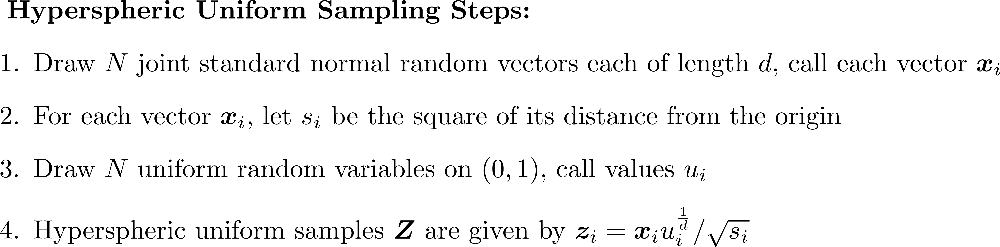 Hyperspheric Uniform Sampling Steps:
1. Draw $N$ joint standard normal random vectors each of length $d$, call each vector $\boldsymbol{x}_i$
2. For each vector $\boldsymbol{x}_i$, let $s_i$ be the square of its distance from the origin
3. Draw $N$ uniform random variables on $(0, 1)$, call values $u_i$
4. Hyperspheric uniform samples $\boldsymbol{Z}$ are given by $\boldsymbol{z}_i = \boldsymbol{x}_i u_i^{\frac{1}{d}} / \sqrt{s_i}$